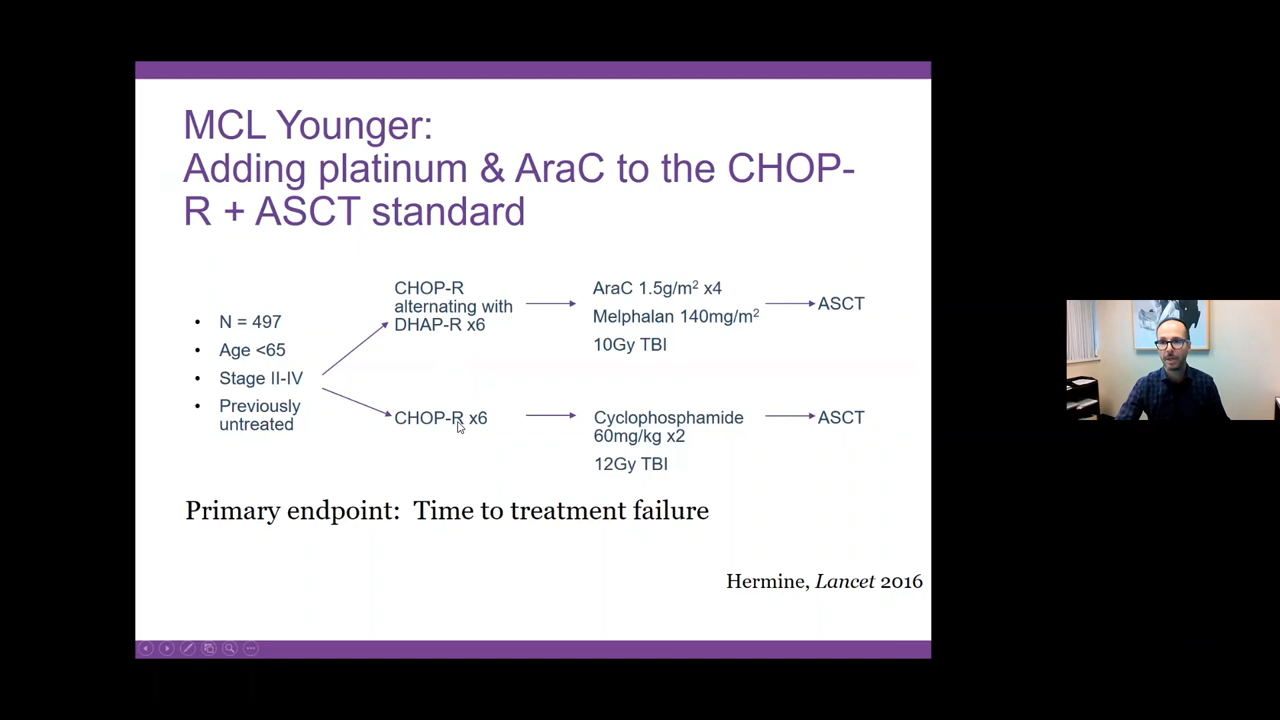 MCL Younger:
Adding platinum & AraC to the CHOP-
R + ASCT standard
• N = 497
• Age <65
• Stage II-IV
• Previously
untreated
CHOP-R
alternating with
DHAP-R x6
AraC 1.5g/m² x4
Melphalan 140mg/m²
10Gy TBI
ASCT
CHOP-R x6
Cyclophosphamide
60mg/kg x2
12Gy TBI
ASCT
Primary endpoint: Time to treatment failure
Hermine, Lancet 2016